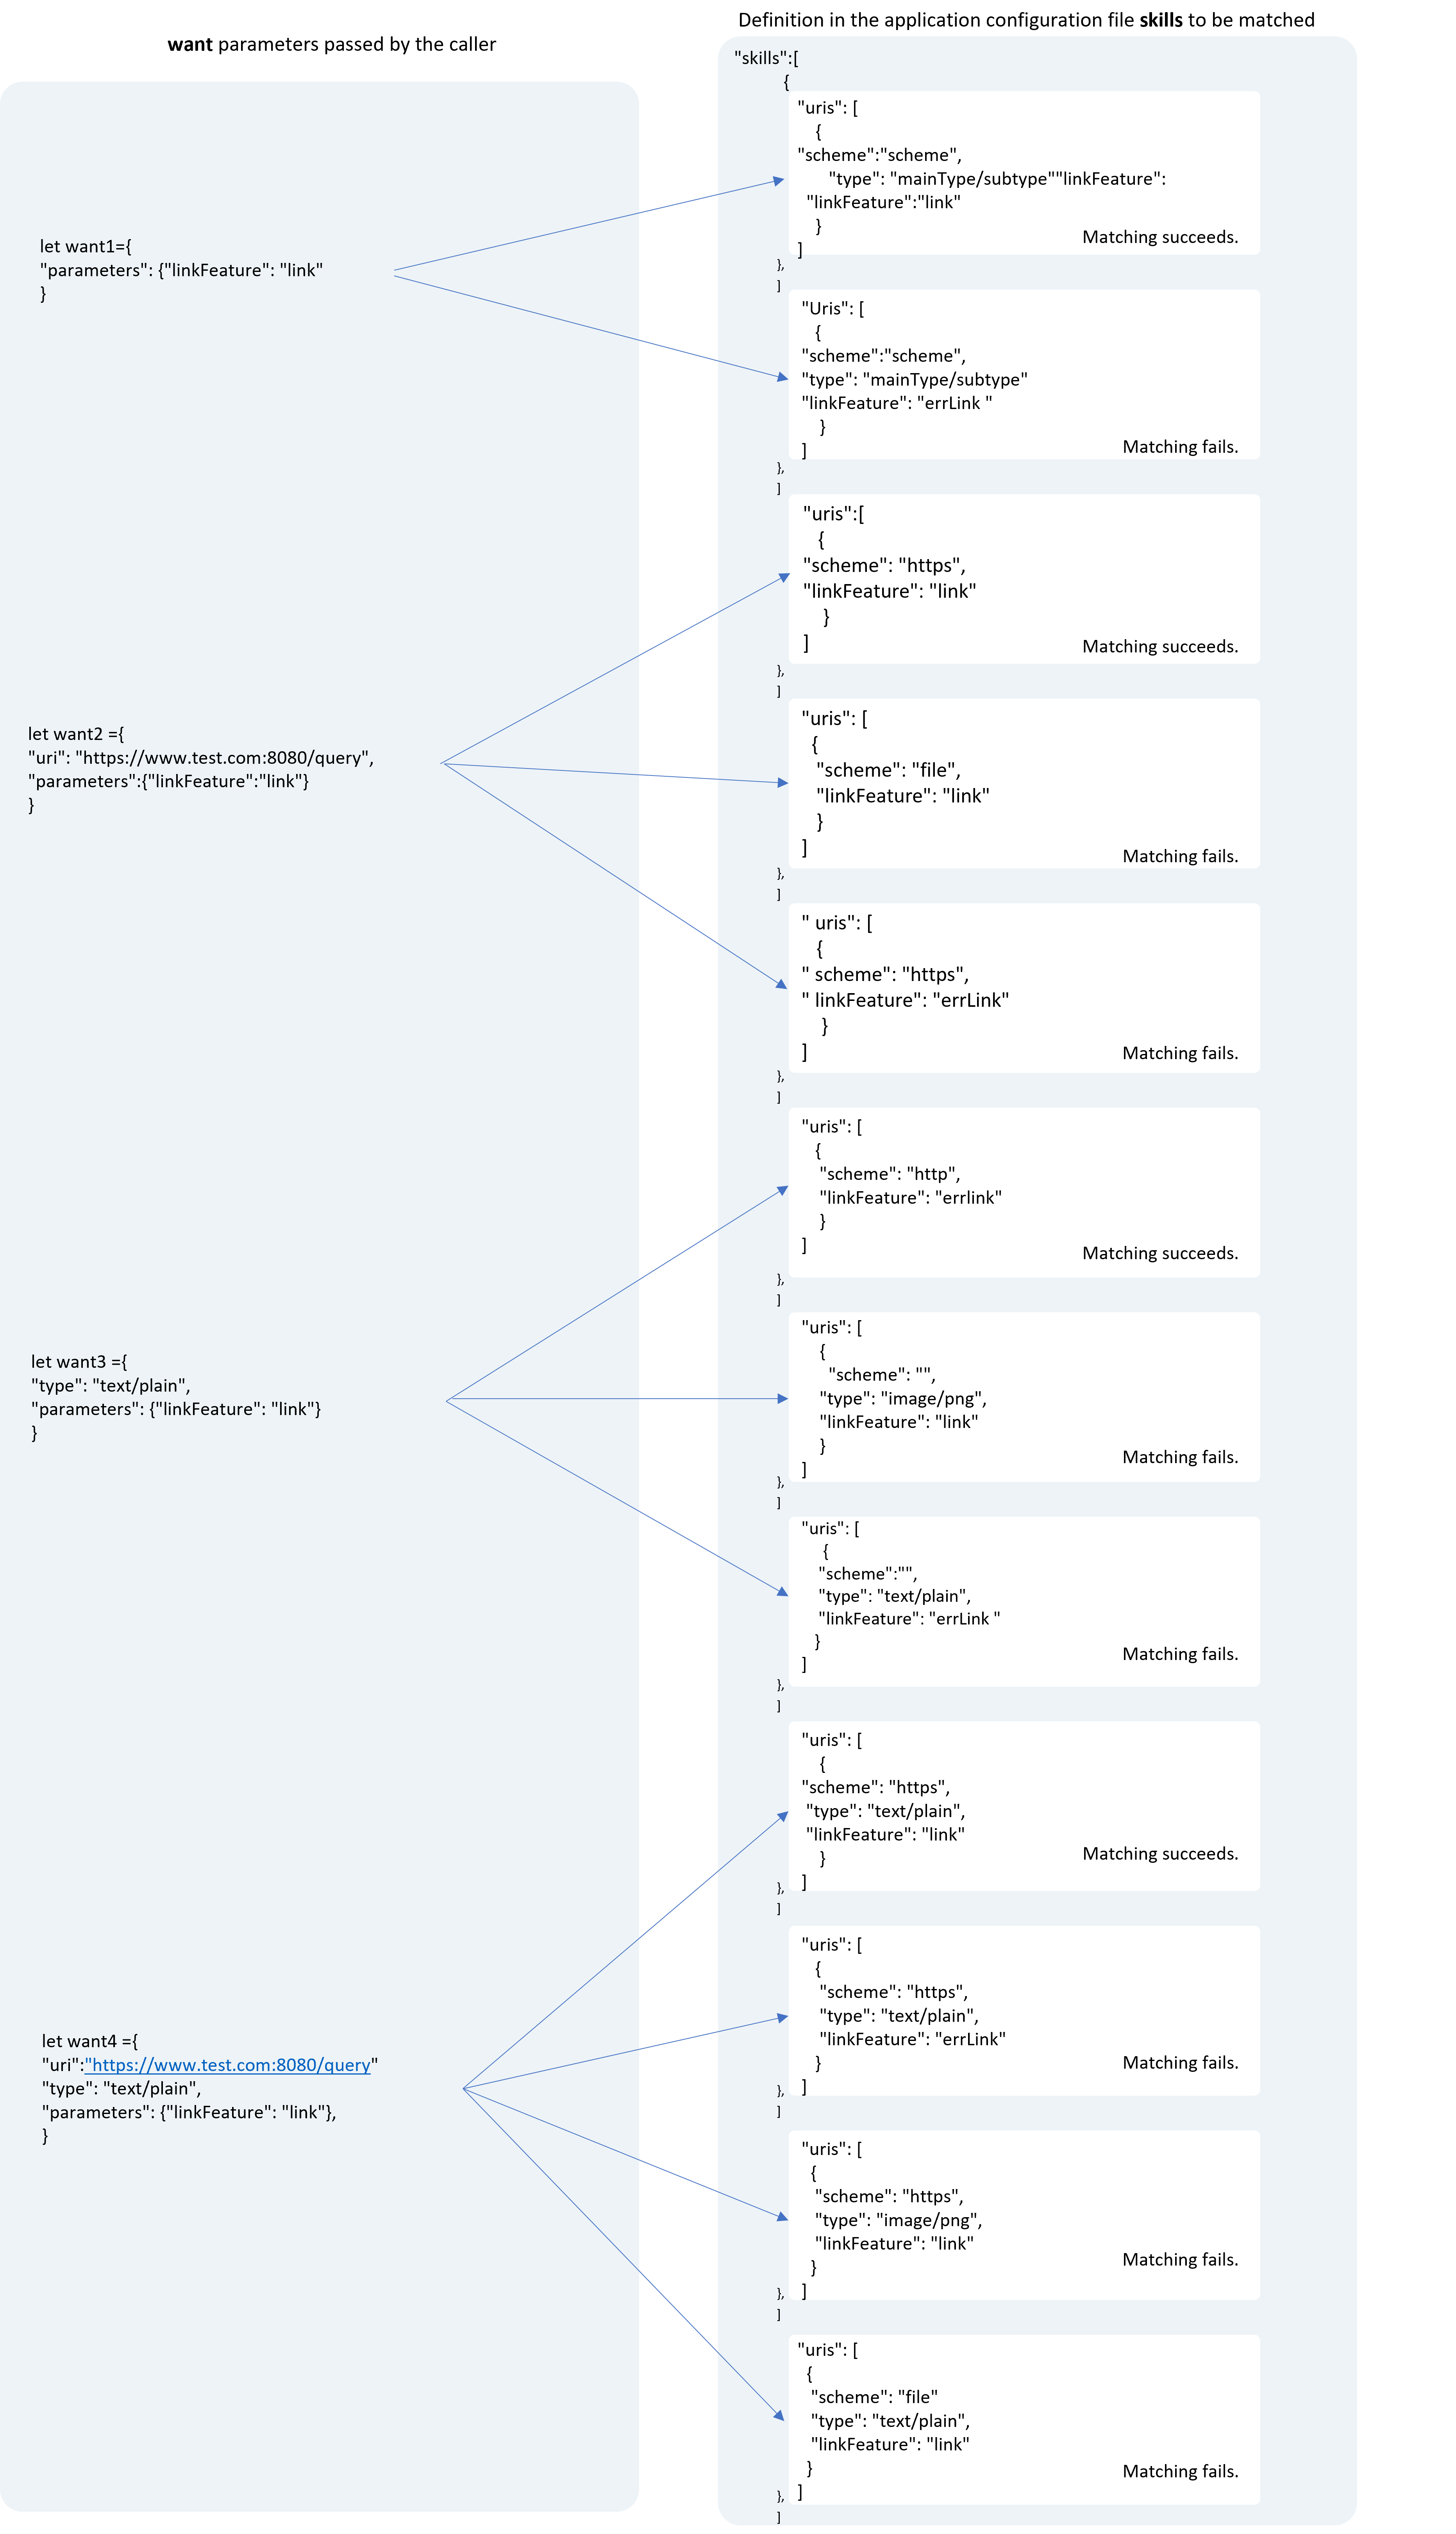 want parameters passed by the caller
let want1={
"parameters": {"linkFeature": "link"
}
let want2 ={
"uri": "https://www.test.com:8080/query",
"parameters":{"linkFeature":"link"}
}
let want3 ={
"type": "text/plain",
"parameters": {"linkFeature": "link"}
}
let want4 ={
"uri":"https://www.test.com:8080/query"
"type": "text/plain",
"parameters": {"linkFeature": "link"},
}
Definition in the application configuration file skills to be matched
"skills":[
{
"uris": [
{
"scheme":"scheme",
"type": "mainType/subtype""linkFeature":
"linkFeature":"link"
}
]
Matching succeeds.
},
]
"Uris": [
{
"scheme":"scheme",
"type": "mainType/subtype"
"linkFeature": "errLink "
}
]
Matching fails.
},
]
"uris":[
{
"scheme": "https",
"linkFeature": "link"
}
]
Matching succeeds.
},
]
"uris": [
{
"scheme": "file",
"linkFeature": "link"
}
]
Matching fails.
},
]
" uris": [
{
" scheme": "https",
" linkFeature": "errLink"
}
]
Matching fails.
},
]
"uris": [
{
"scheme": "http",
"linkFeature": "errlink"
}
]
Matching succeeds.
},
]
"uris": [
{
"scheme": "",
"type": "image/png",
"linkFeature": "link"
}
]
Matching fails.
},
]
"uris": [
{
"scheme":"",
"type": "text/plain",
"linkFeature": "errLink "
}
]
Matching fails.
},
]
"uris": [
{
"scheme": "https",
"type": "text/plain",
"linkFeature": "link"
}
]
Matching succeeds.
},
]
"uris": [
{
"scheme": "https",
"type": "text/plain",
"linkFeature": "errLink"
}
]
Matching fails.
},
]
"uris": [
{
"scheme": "https",
"type": "image/png",
"linkFeature": "link"
}
]
Matching fails.
},
]
"uris": [
{
"scheme": "file"
"type": "text/plain",
"linkFeature": "link"
}
]
Matching fails.
},
]